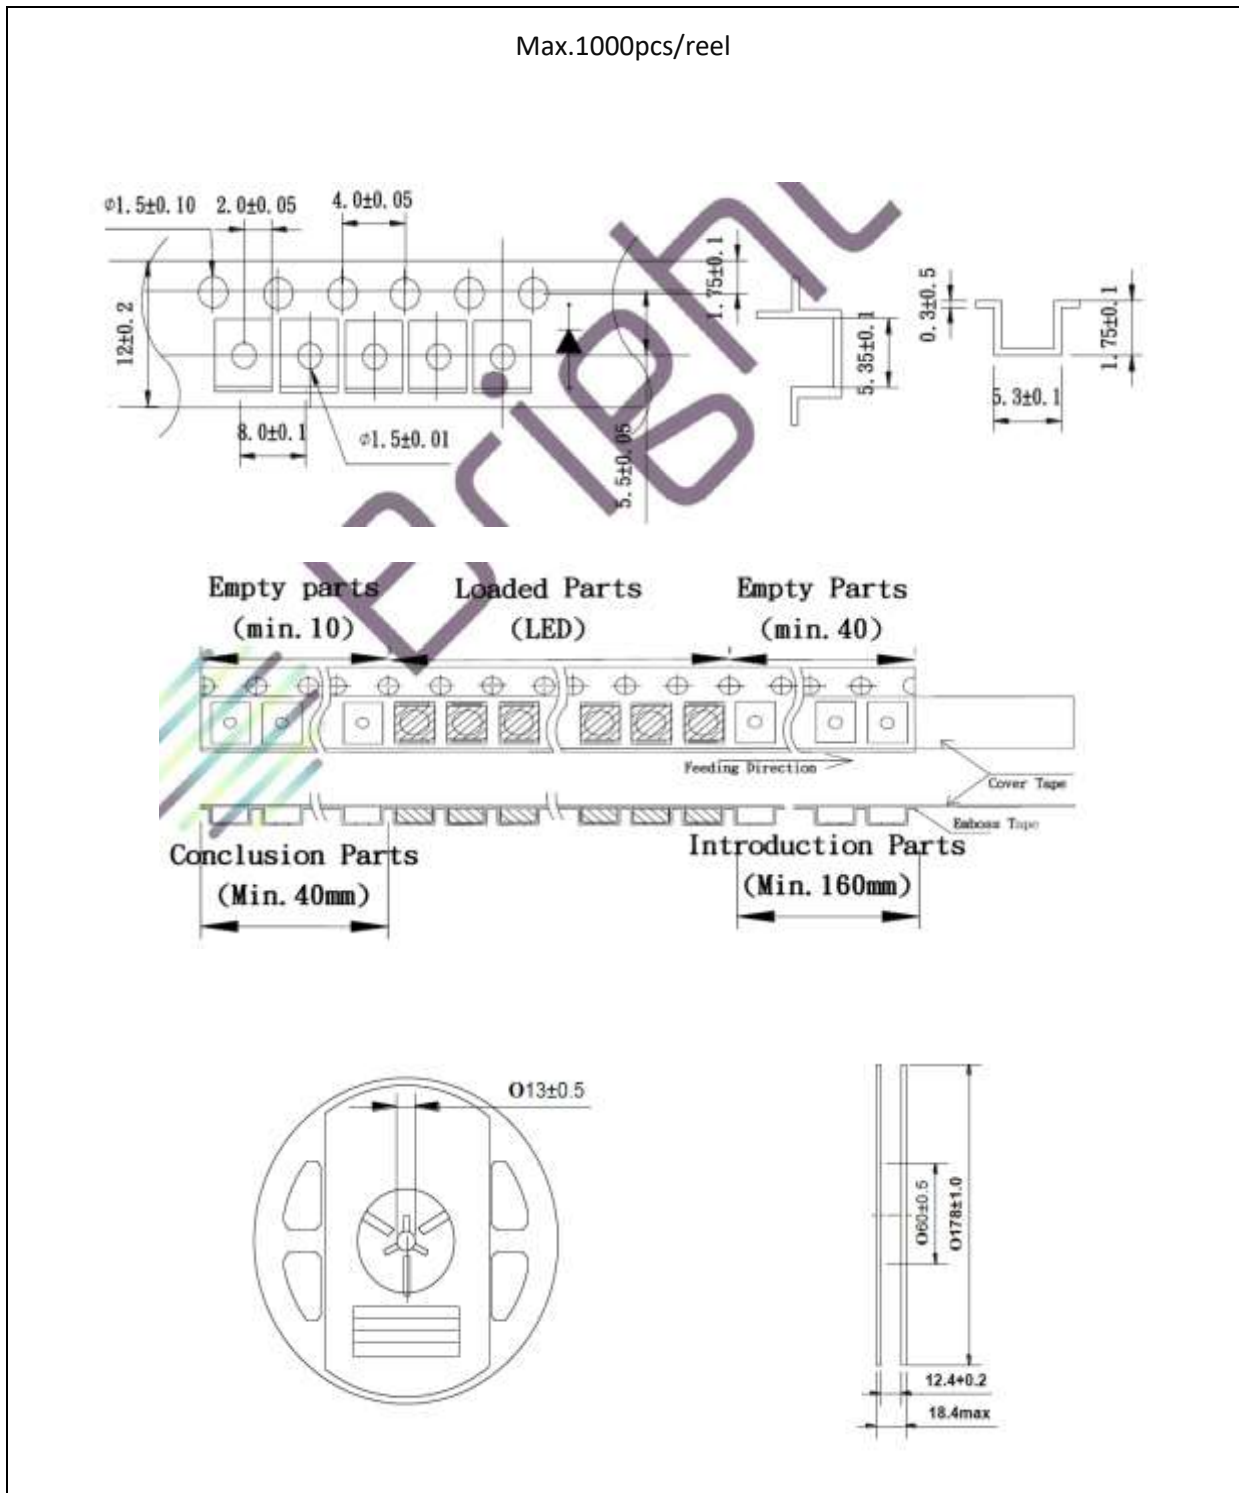 Max.1000pcs/reel
Ø1.5±0.10 2.0±0.05 4.0±0.05
12±0.2
8.0±0.1
Ø1.5±0.01
5.5±0.05
1.75±0.1
5.35±0.1
0.3±0.5
5.3±0.1
1.75±0.1
Bright
Empty parts Loaded Parts Empty Parts
(min.10) (LED) (min.40)
Feeding Direction
Cover Tape
Emboss Tape
Conclusion Parts Introduction Parts
(Min.40mm) (Min.160mm)
O13±0.5
O60±0.5
O178±1.0
12.4+0.2
18.4max